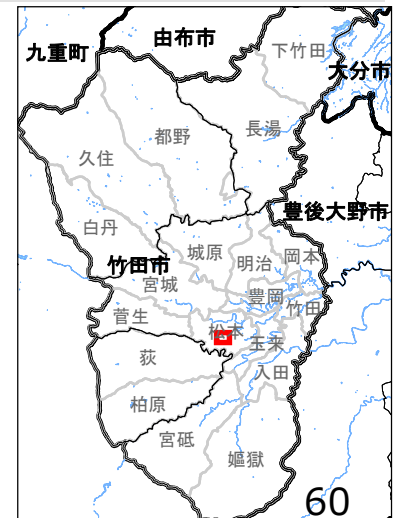 由布市
九重町
下竹田
大分市
都野
長湯
久住
豊後大野市
白丹
城原
岡本
明治
竹田市
宮城
豊岡
竹田
菅生
松本
玉来
荻
入田
柏原
宮砥
嫗獄
60